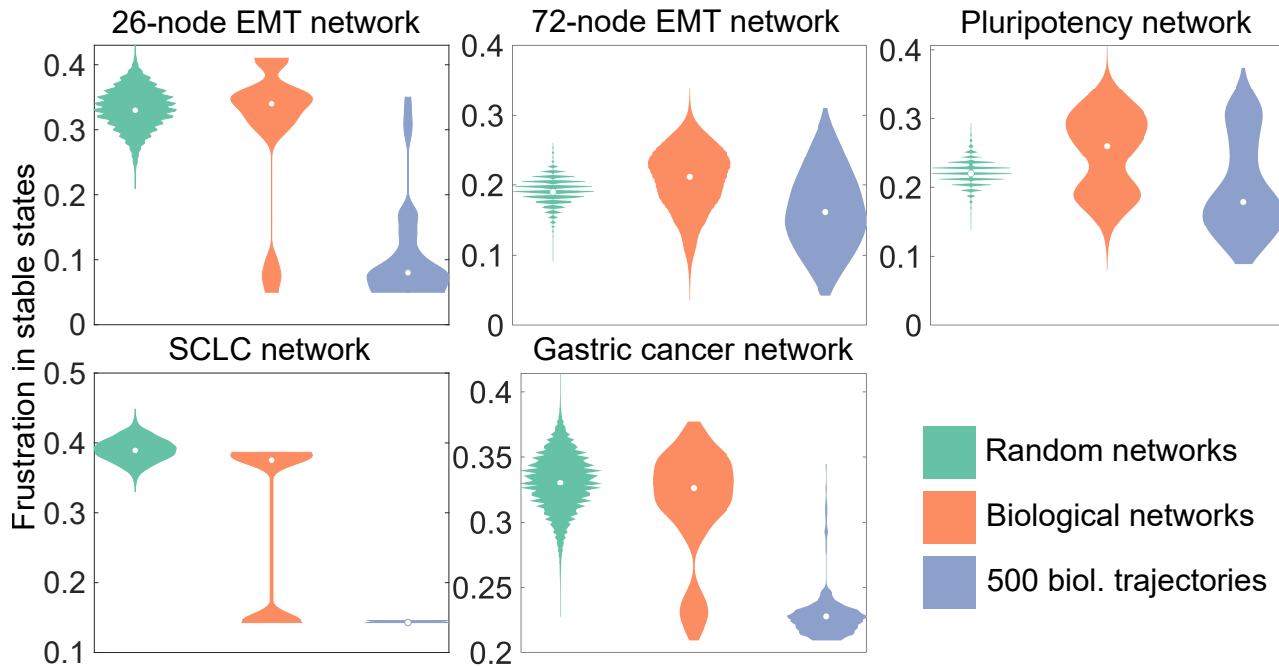 26-node EMT network
72-node EMT network
Pluripotency network
Frustration in stable states
0.4
0.3
0.2
0.1
0
0.4
0.3
0.2
0.1
0
0.4
0.3
0.2
0.1
0
SCLC network
Gastric cancer network
0.5
0.4
0.3
0.2
0.1
0.4
0.35
0.3
0.25
0.2
Random networks
Biological networks
500 biol. trajectories